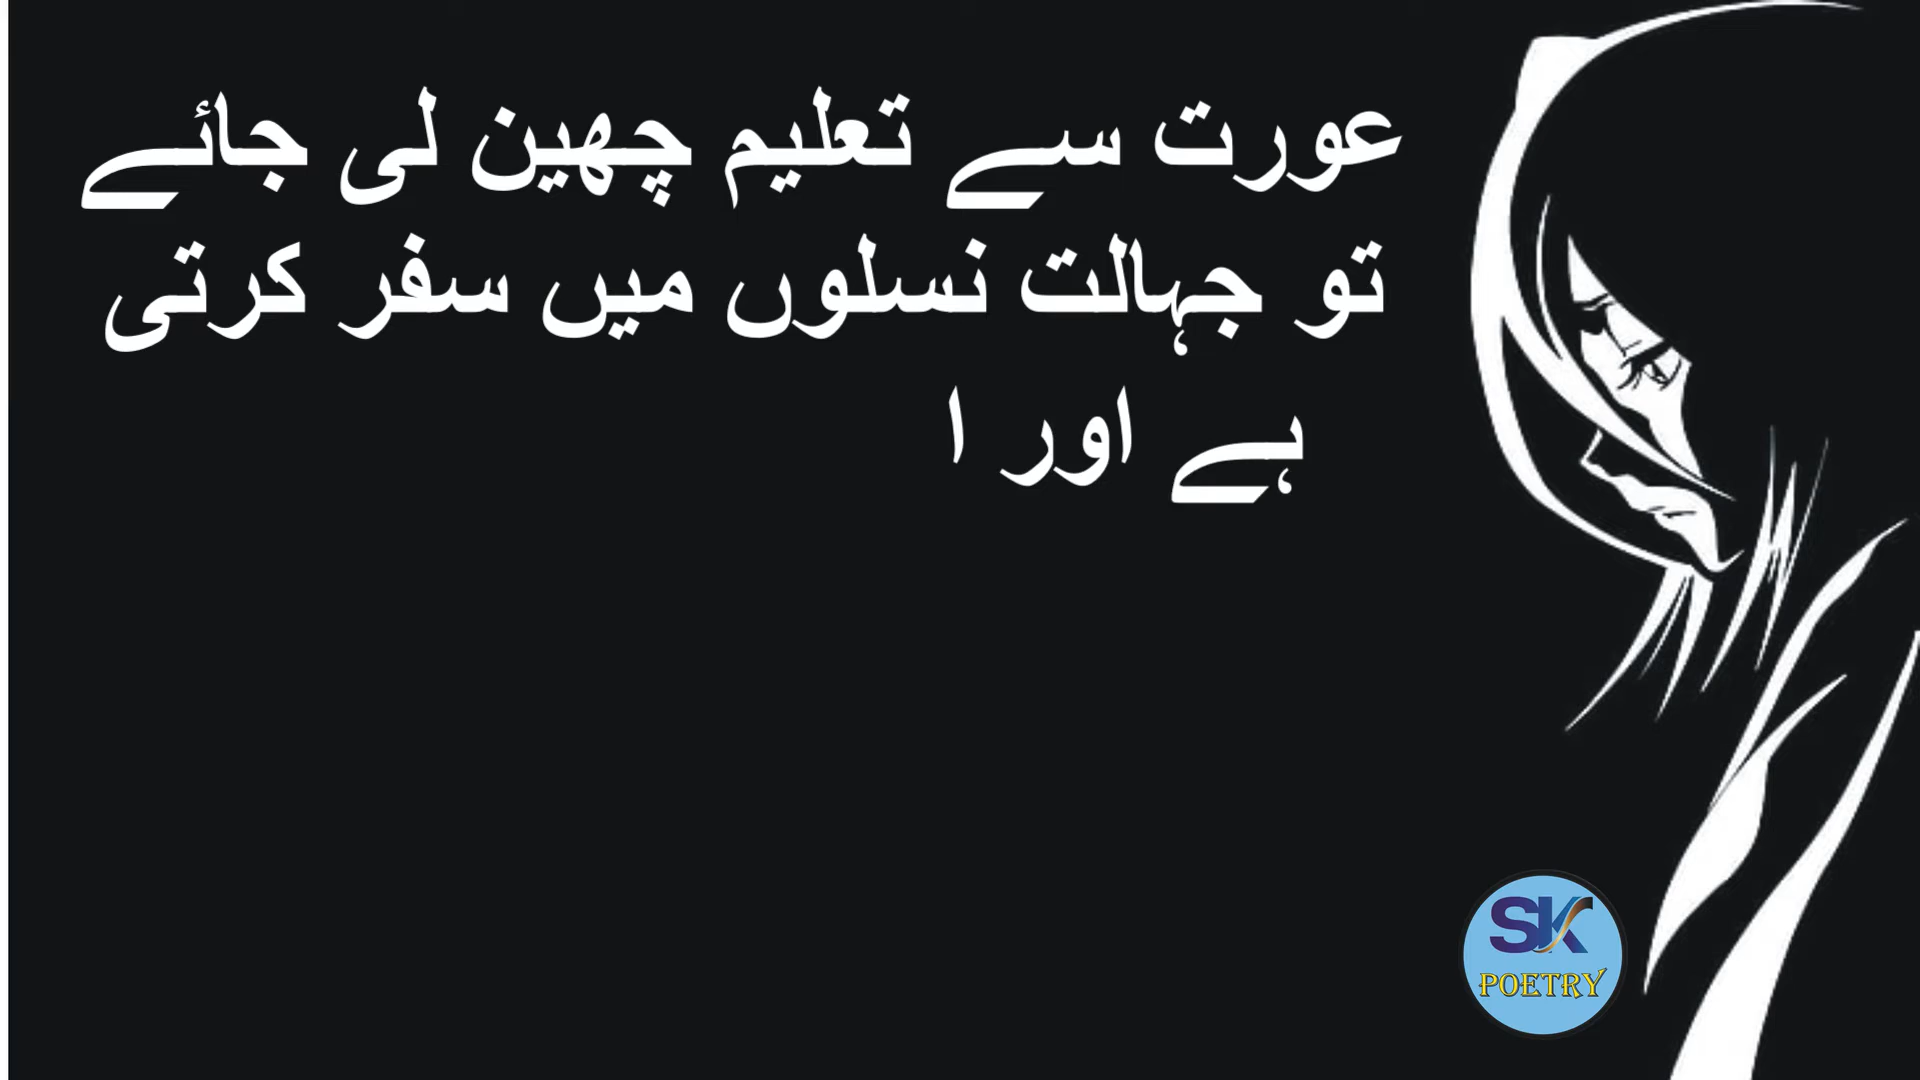 عورت سے تعلیم چھین لی جائے
تو جہالت نسلوں میں سفر کرتی
ہے اور ا
SK
POETRY